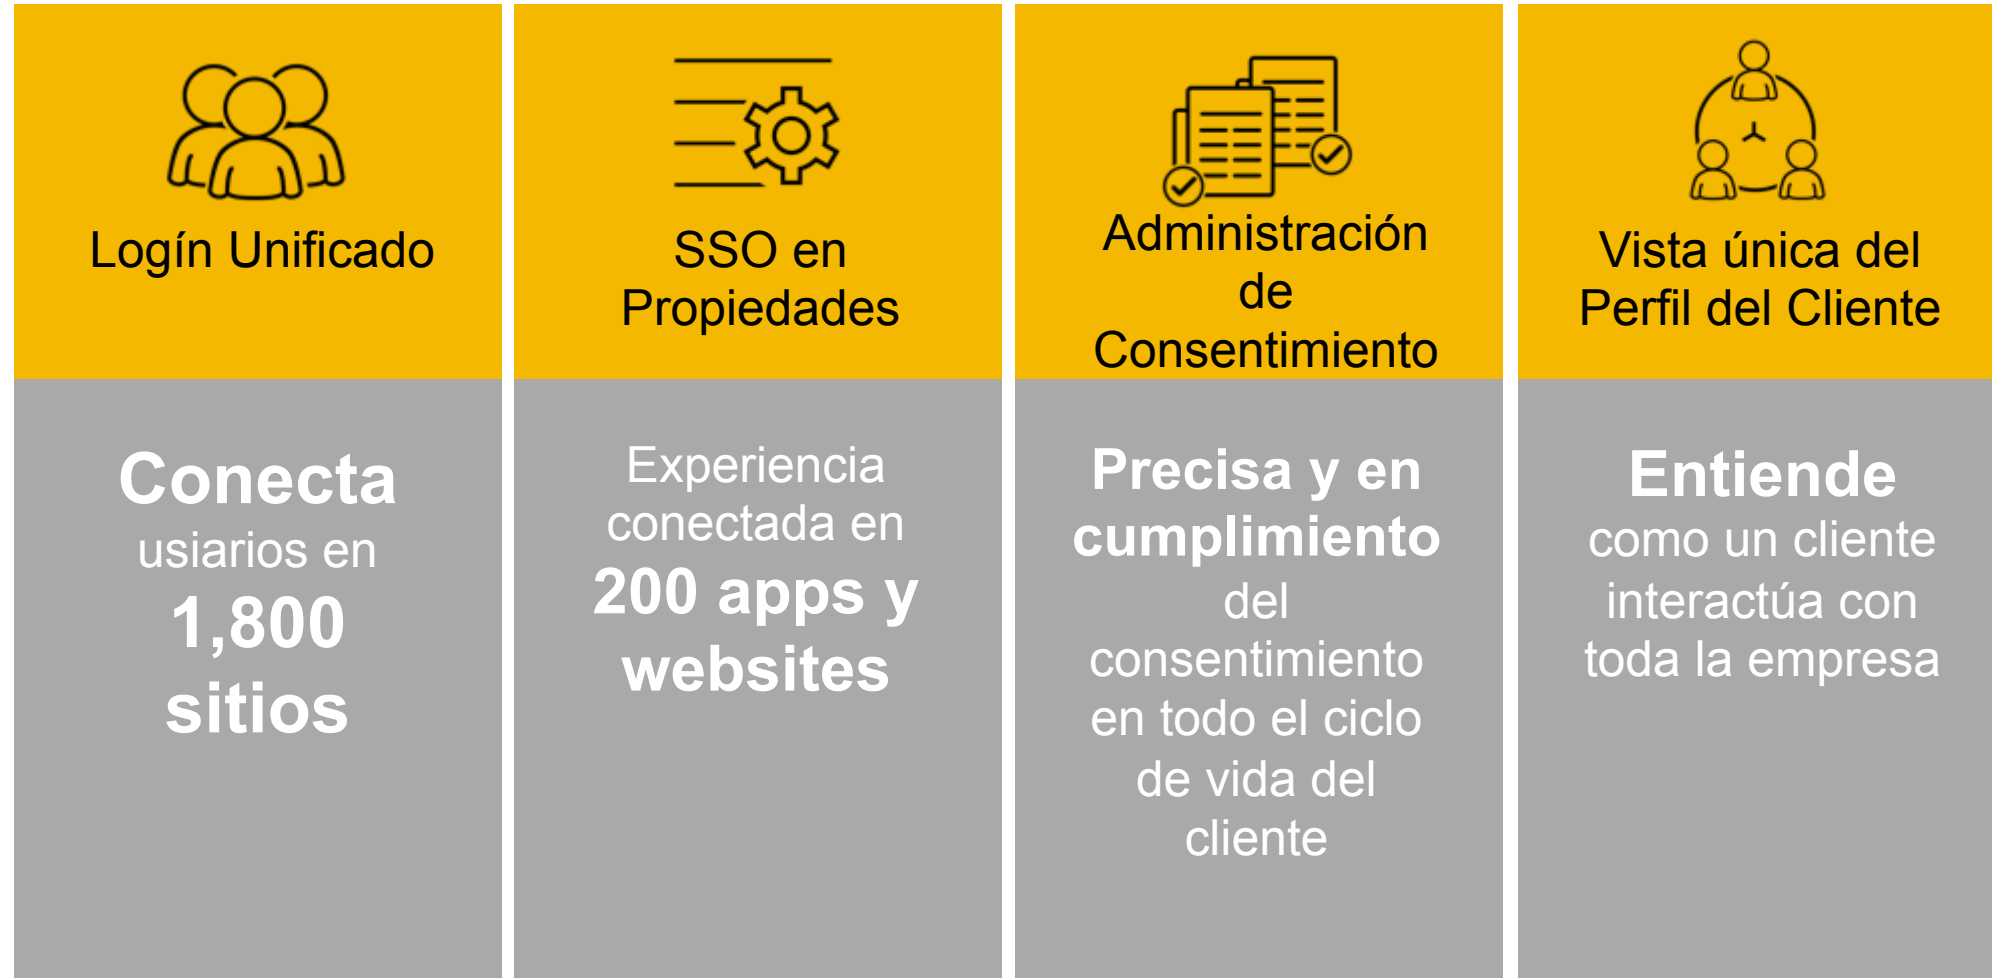 Logín Unificado
Conecta
usiarios en
1,800
sitios
SSO en
Propiedades
Experiencia
conectada en
200 apps y
websites
Administración
de
Consentimiento
Precisa y en
cumplimiento
del
consentimiento
en todo el ciclo
de vida del
cliente
Vista única del
Perfil del Cliente
Entiende
como un cliente
interactúa con
toda la empresa